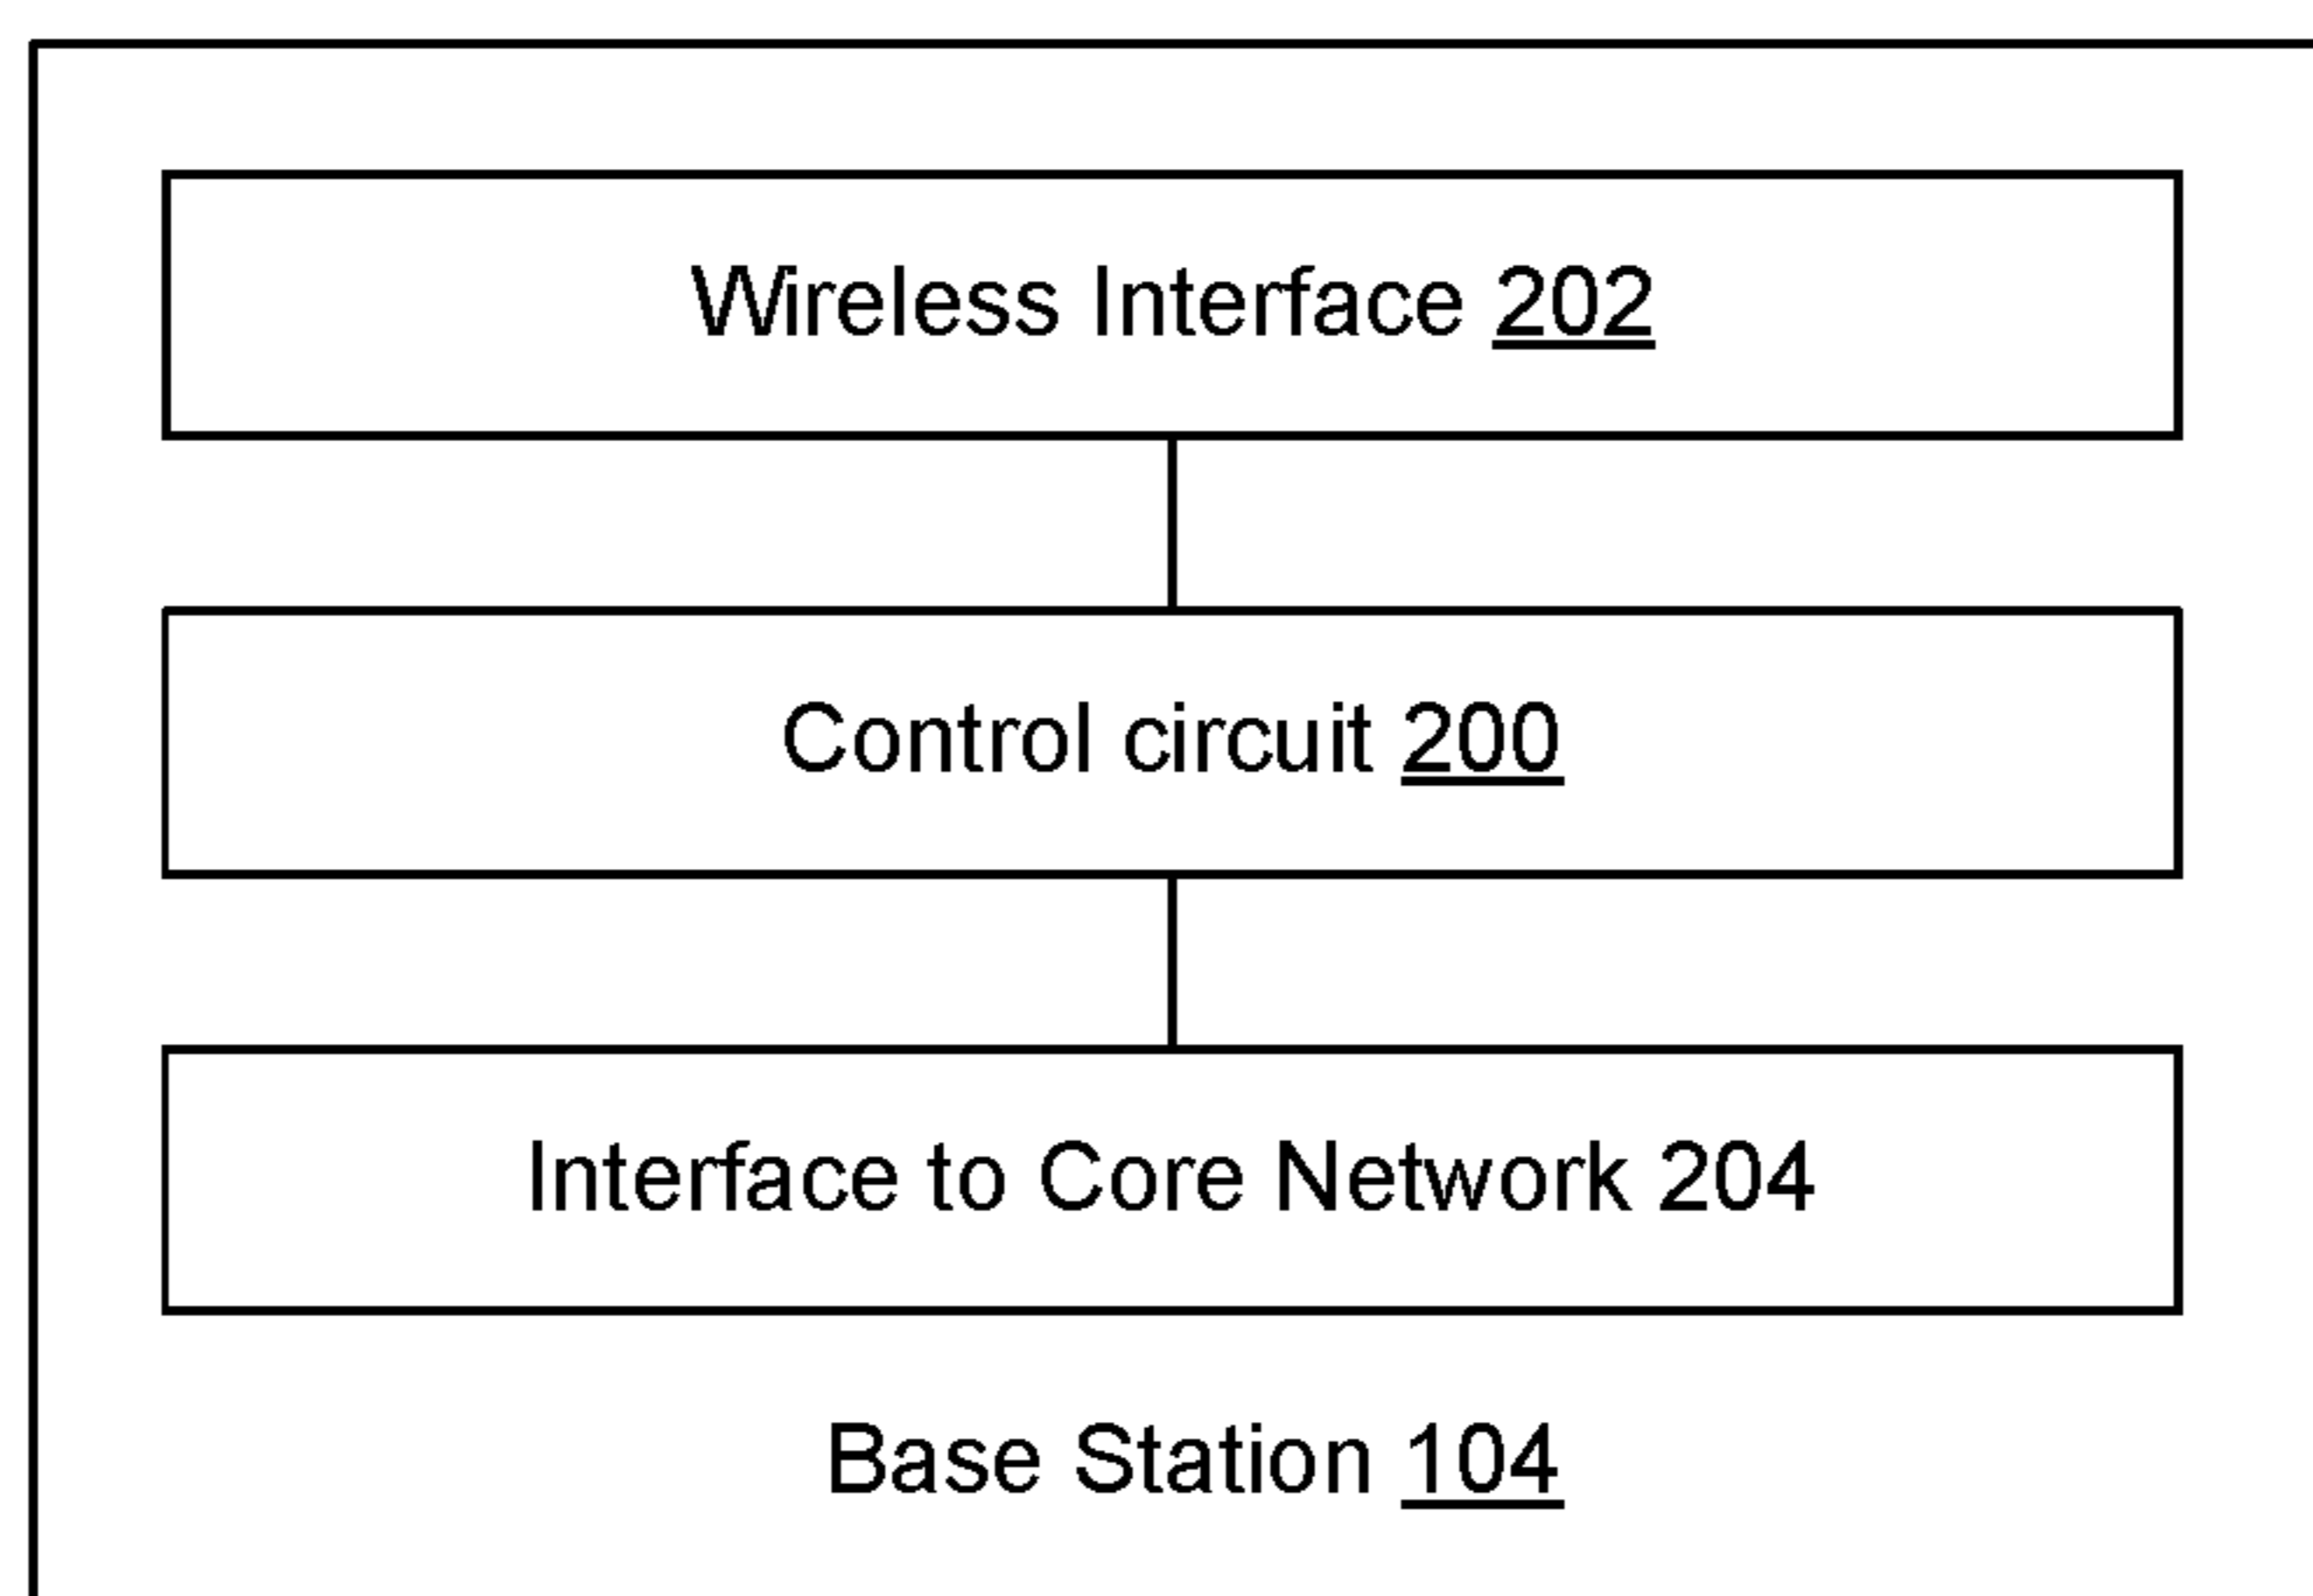 Wireless Interface 202
Control circuit 200
Interface to Core Network 204
Base Station 104